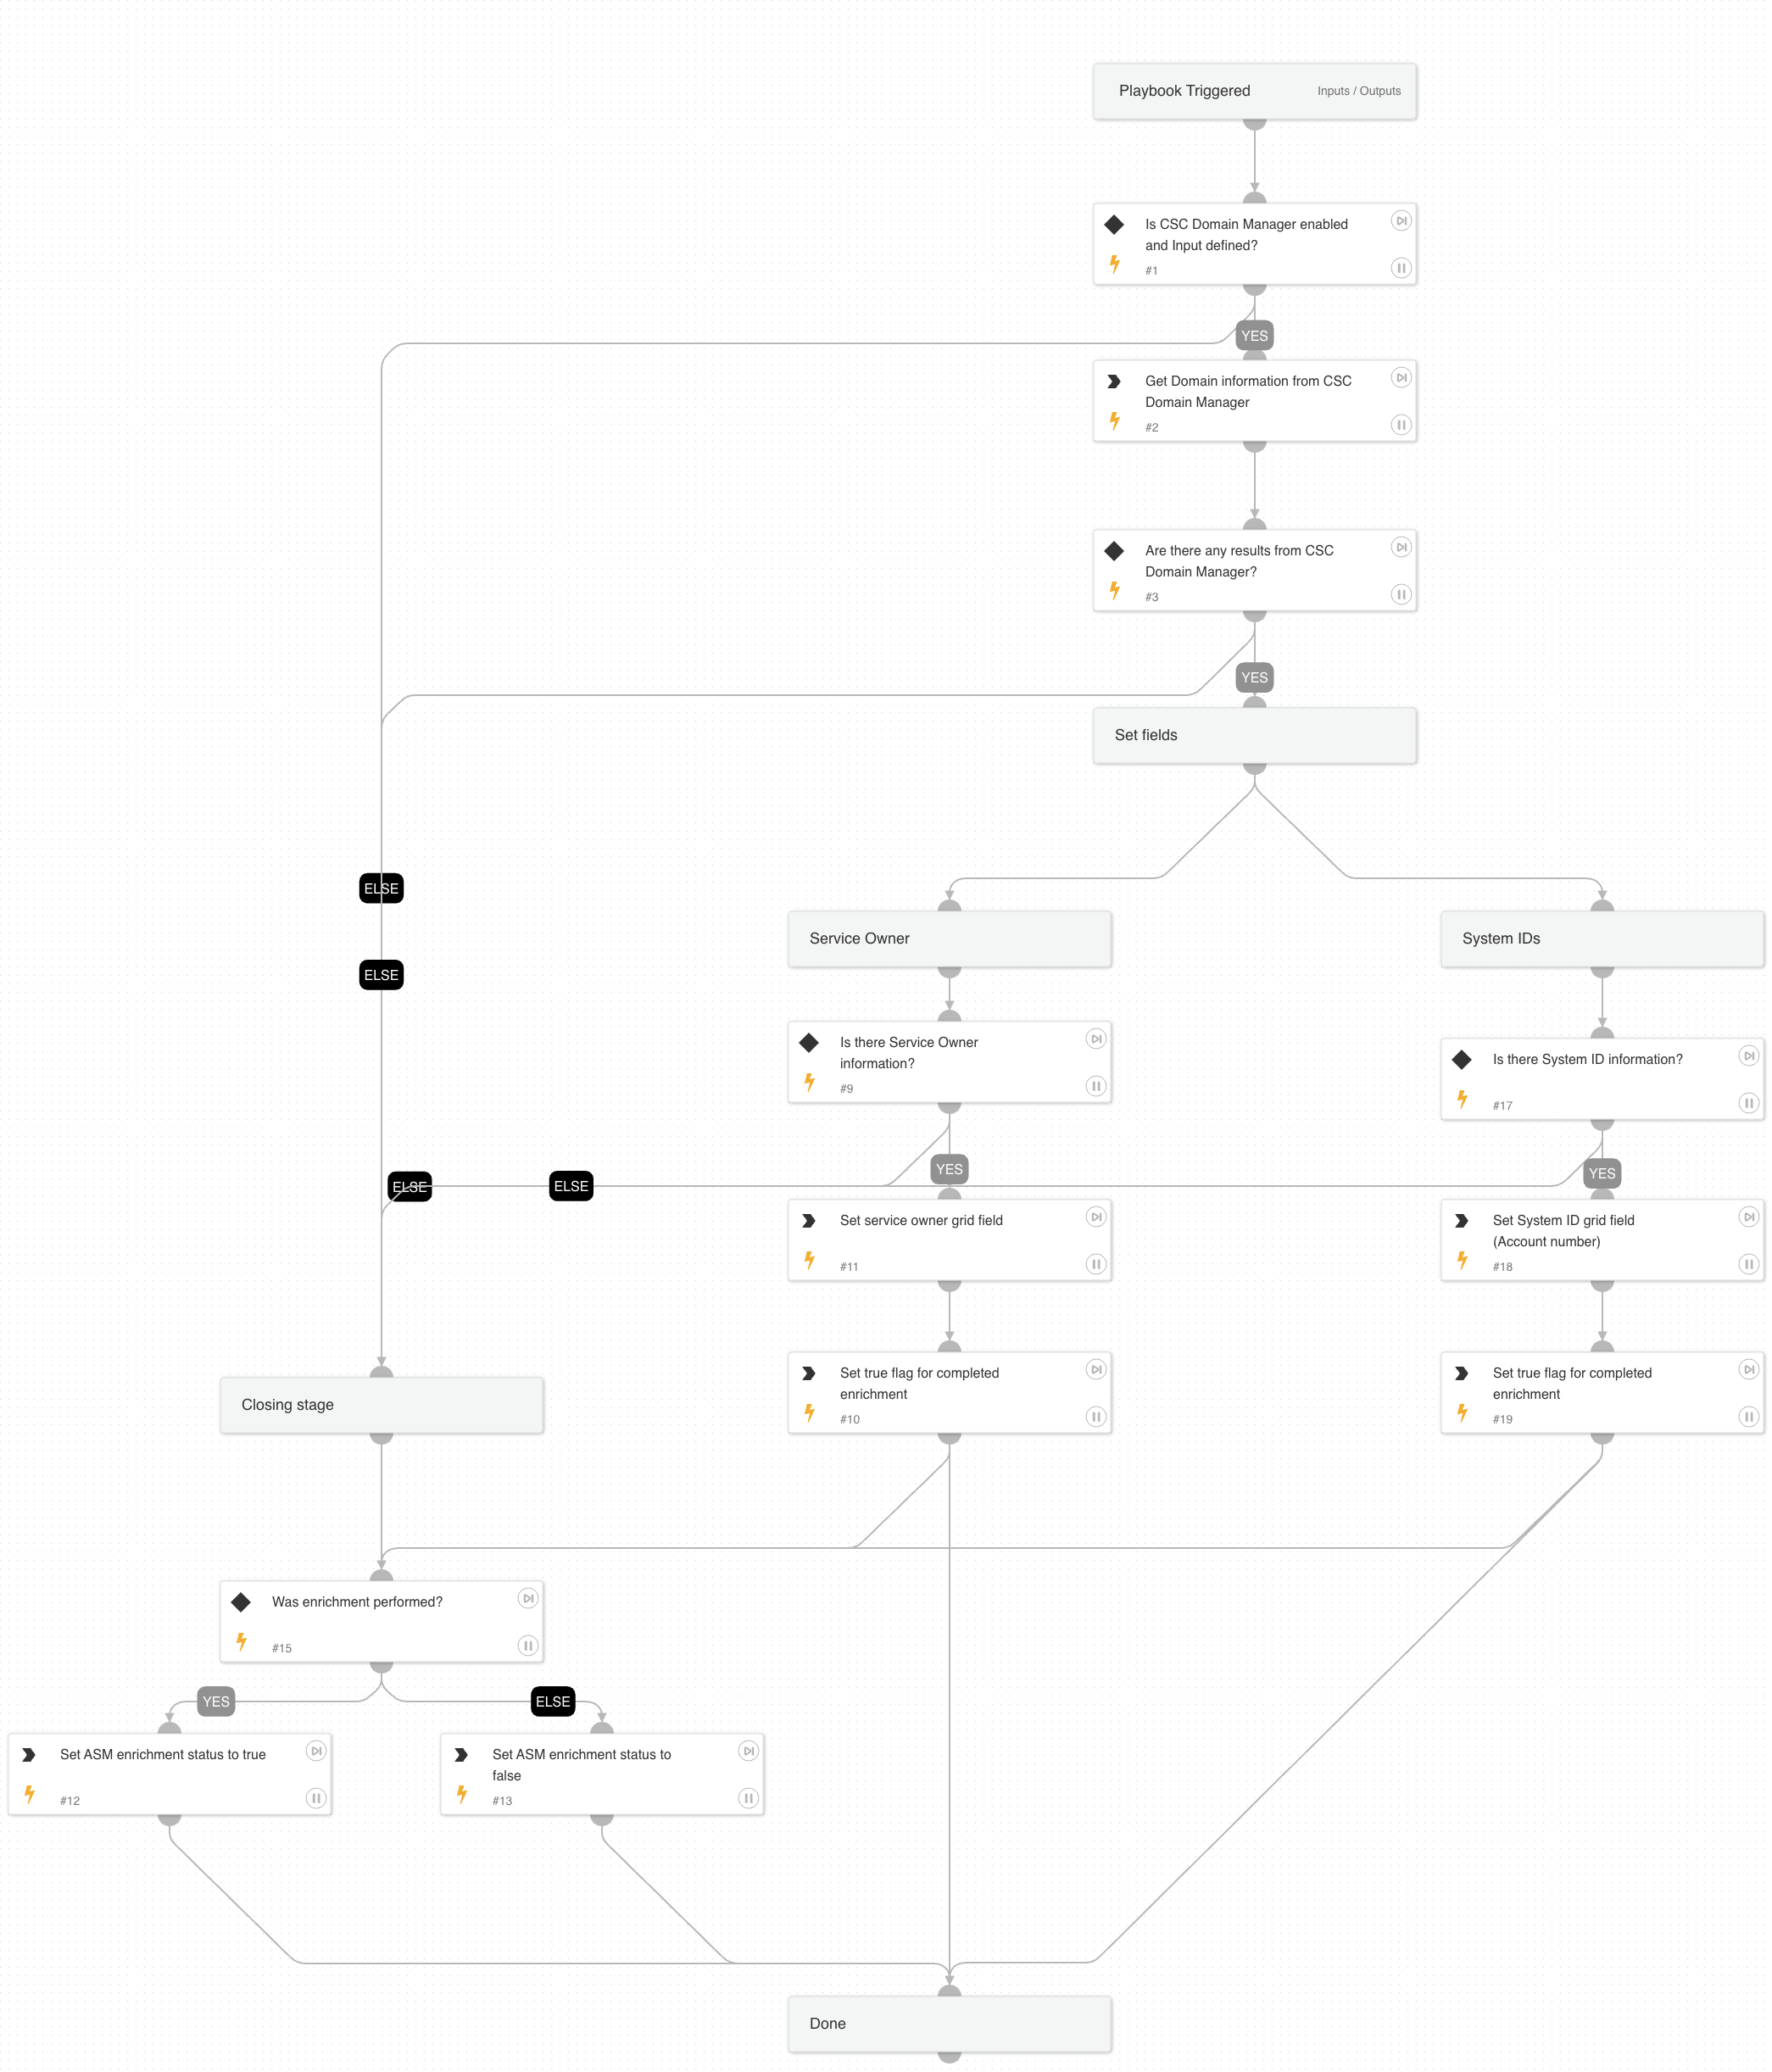 Playbook Triggered
Inputs / Outputs
Is CSC Domain Manager enabled
and Input defined?
#1
YES
Get Domain information from CSC
Domain Manager
#2
Are there any results from CSC
Domain Manager?
#3
YES
Set fields
ELSE
ELSE
Service Owner
System IDs
Is there Service Owner
information?
#9
Is there System ID information?
#17
YES
YES
ELSE
ELSE
Set service owner grid field
#11
Set System ID grid field
(Account number)
#18
Set true flag for completed
enrichment
#10
Set true flag for completed
enrichment
#19
Closing stage
Was enrichment performed?
#15
YES
ELSE
Set ASM enrichment status to true
#12
Set ASM enrichment status to
false
#13
Done